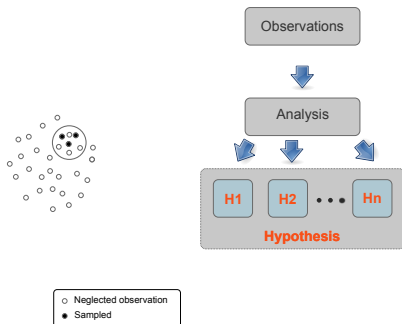 Observations
Analysis
H1 H2 ••• Hn
Hypothesis
Neglected observation
Sampled